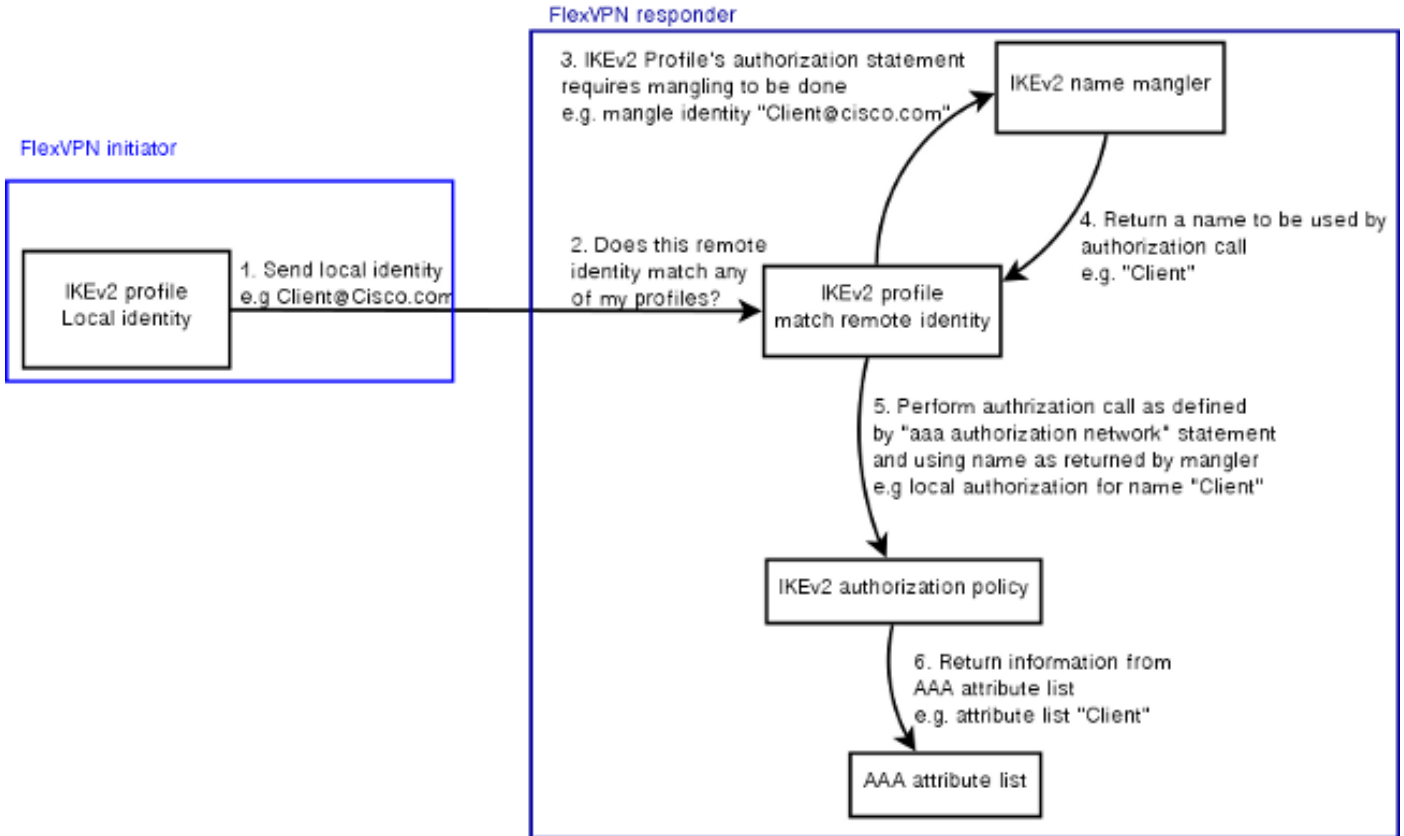 FlexVPN responder
3. IKEv2 Profile's authorization statement
requires mangling to be done
e.g. mangle identity "Client@cisco.com"
IKEv2 name mangler
FlexVPN initiator
4. Return a name to be used by
authorization call
e.g. "Client"
1. Send local identity
e.g Client@Cisco.com
2. Does this remote
identity match any
of my profiles?
IKEv2 profile
Local identity
IKEv2 profile
match remote identity
5. Perform authrization call as defined
by "aaa authorization network" statement
and using name as returned by mangler
e.g local authorization for name "Client"
IKEv2 authorization policy
6. Return information from
AAA attribute list
e.g. attribute list "Client"
AAA attribute list